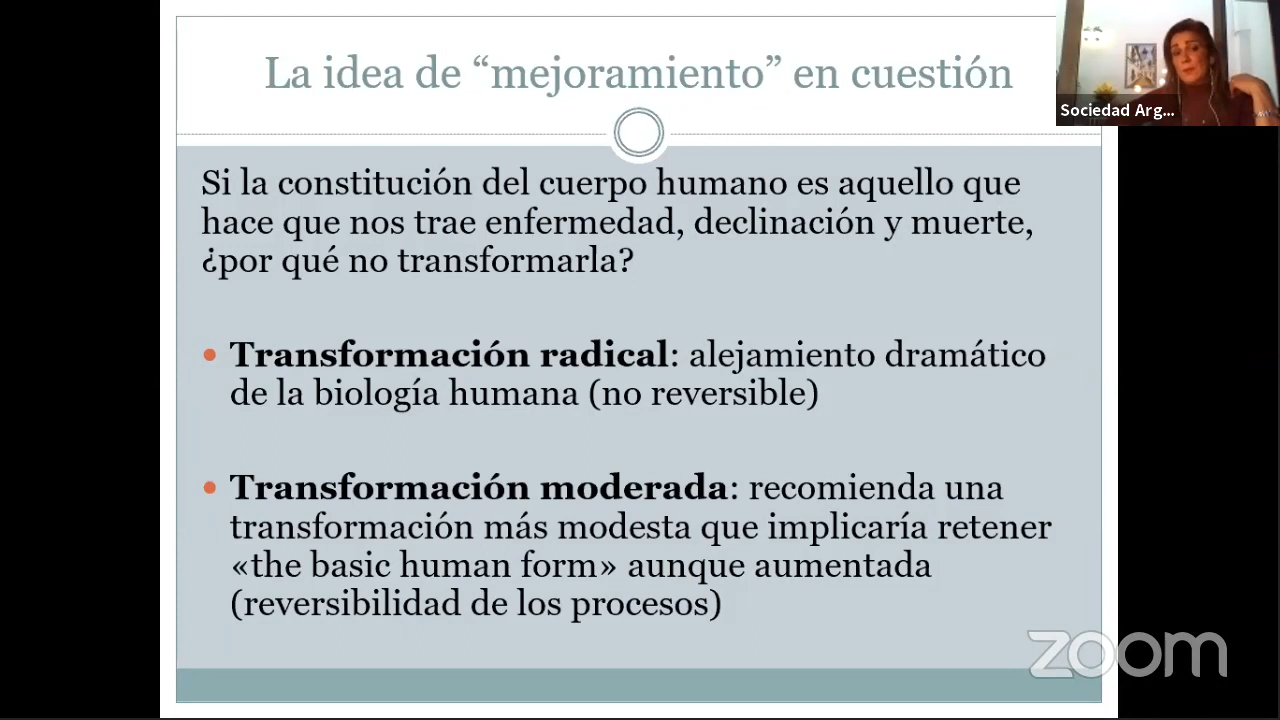 La idea de “mejoramiento” en cuestión
Sociedad Arg...
Si la constitución del cuerpo humano es aquello que
hace que nos trae enfermedad, declinación y muerte,
¿por qué no transformarla?
• Transformación radical: alejamiento dramático
de la biología humana (no reversible)
• Transformación moderada: recomienda una
transformación más modesta que implicaría retener
«the basic human form» aunque aumentada
(reversibilidad de los procesos)
zoom